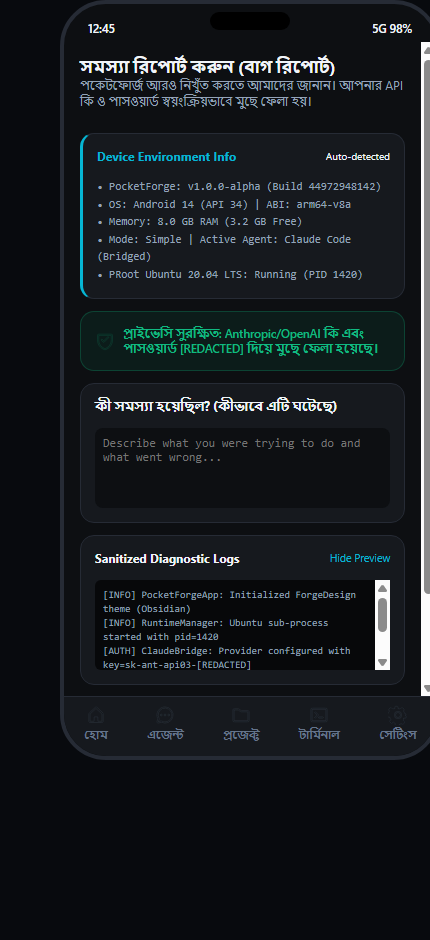 12:45
5G 98%
সমস্যা রিপোর্ট করুন (বাগ রিপোর্ট)
পকেটফোর্জ আরও নিখুঁত করতে আমাদের জানান। আপনার API
কি ও পাসওয়ার্ড স্বয়ংক্রিয়ভাবে মুছে ফেলা হয়।
Device Environment Info
Auto-detected
• PocketForge: v1.0.0-alpha (Build 44972948142)
• OS: Android 14 (API 34) | ABI: arm64-v8a
• Memory: 8.0 GB RAM (3.2 GB Free)
• Mode: Simple | Active Agent: Claude Code
(Bridged)
• PRoot Ubuntu 20.04 LTS: Running (PID 1420)
প্রাইভেসি সুরক্ষিত: Anthropic/OpenAI কি এবং
পাসওয়ার্ড [REDACTED] দিয়ে মুছে ফেলা হয়েছে।
কী সমস্যা হয়েছিল? (কীভাবে এটি ঘটেছে)
Describe what you were trying to do and
what went wrong...
Sanitized Diagnostic Logs
Hide Preview
[INFO] PocketForgeApp: Initialized ForgeDesign
theme (Obsidian)
[INFO] RuntimeManager: Ubuntu sub-process
started with pid=1420
[AUTH] ClaudeBridge: Provider configured with
key=sk-ant-api03-[REDACTED]
হোম
এজেন্ট
প্রজেক্ট
টার্মিনাল
সেটিংস